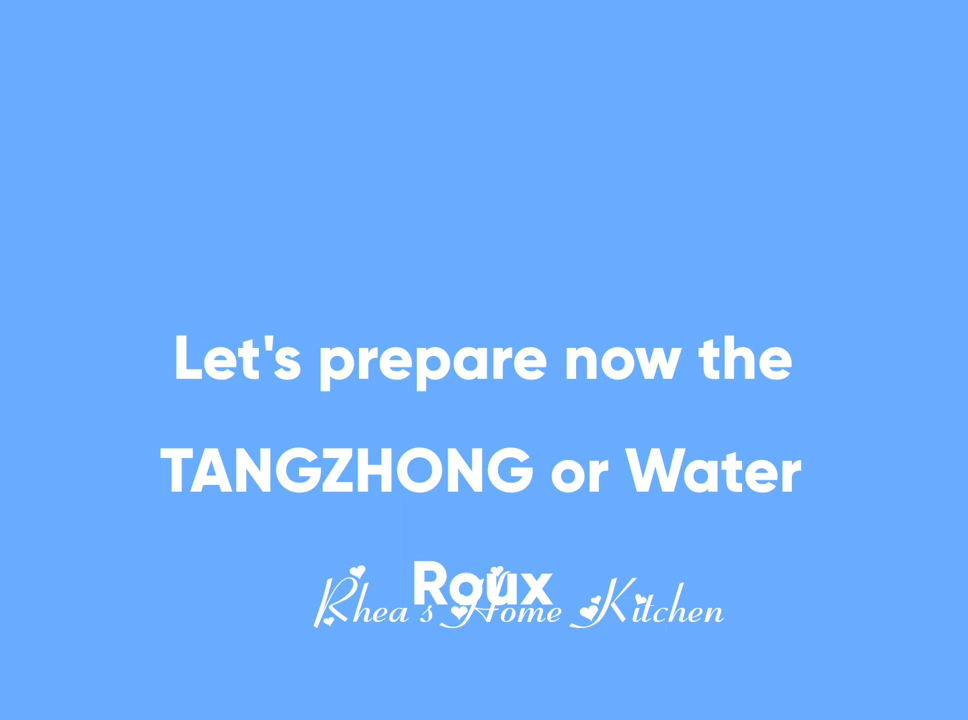 Let's prepare now the
TANGZHONG or Water
Roux
Rhea s Home Kitchen